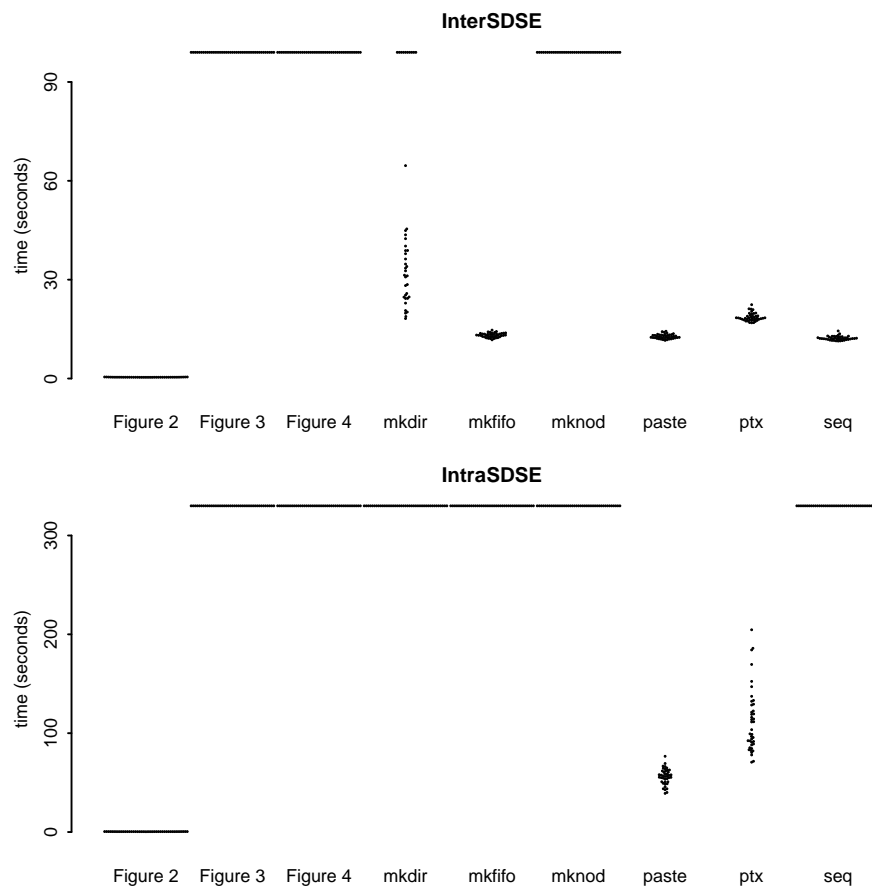 InterSDSE
90
60
30
0
time (seconds)
Figure 2 Figure 3 Figure 4 mkdir mkfifo mknod paste ptx seq
IntraSDSE
300
200
100
0
time (seconds)
Figure 2 Figure 3 Figure 4 mkdir mkfifo mknod paste ptx seq